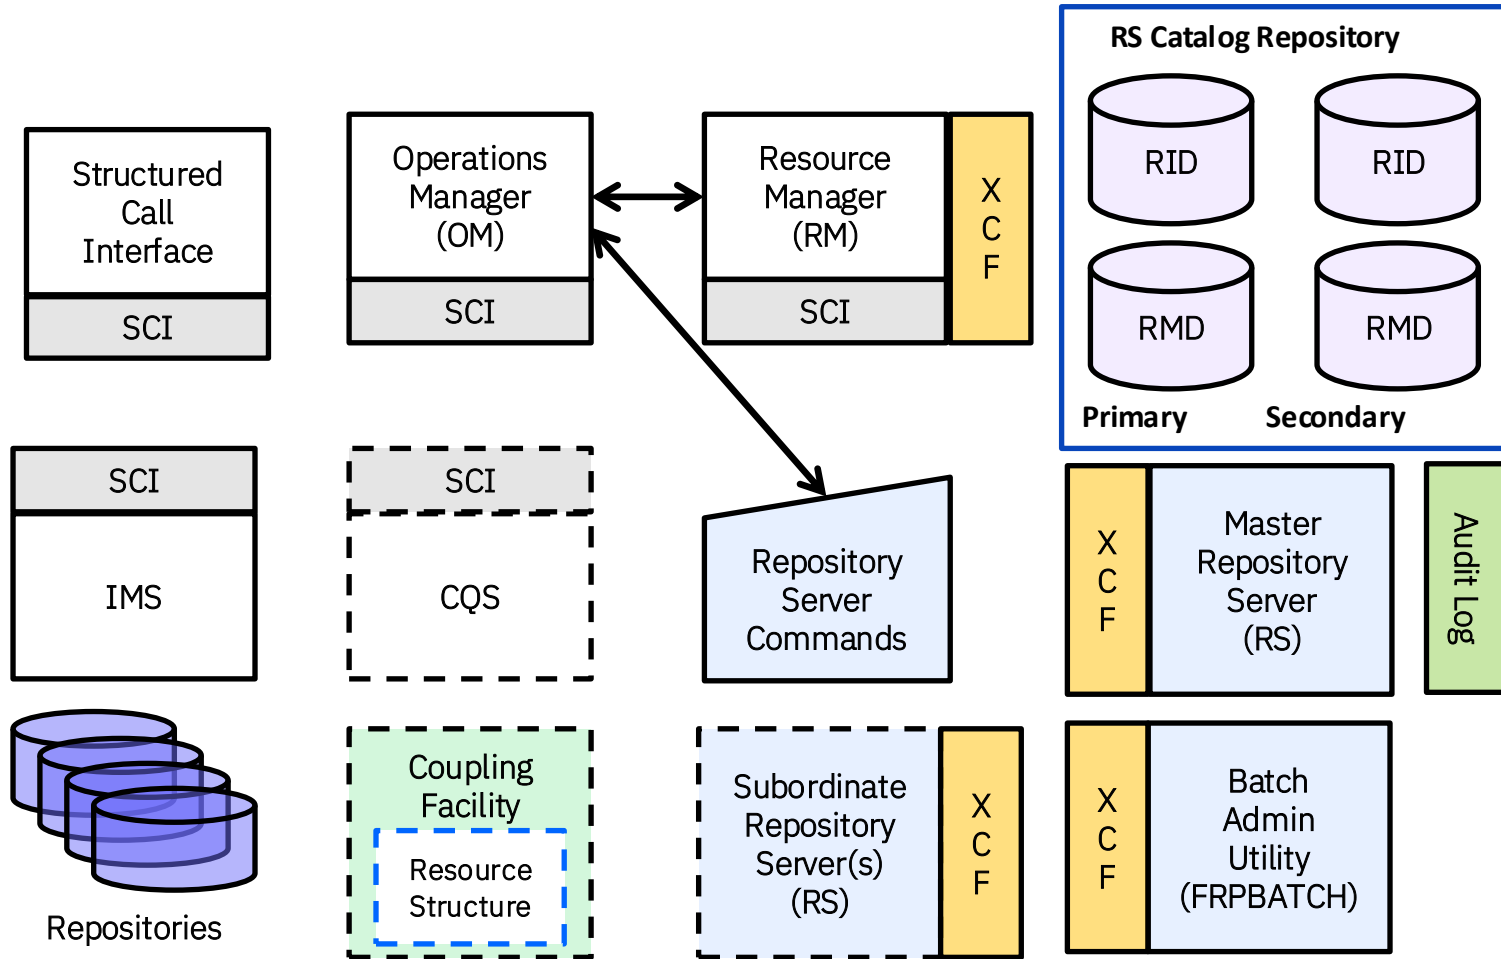 RS Catalog Repository
RID
RID
RMD
RMD
Primary
Secondary
Structured
Call
Interface
SCI
Operations
Manager
(OM)
SCI
Resource
Manager
(RM)
SCI
X
C
F
SCI
IMS
SCI
CQS
Repository
Server
Commands
X
C
F
Master
Repository
Server
(RS)
Audit Log
Repositories
Coupling
Facility
Resource
Structure
Subordinate
Repository
Server(s)
(RS)
X
C
F
X
C
F
Batch
Admin
Utility
(FRPBATCH)